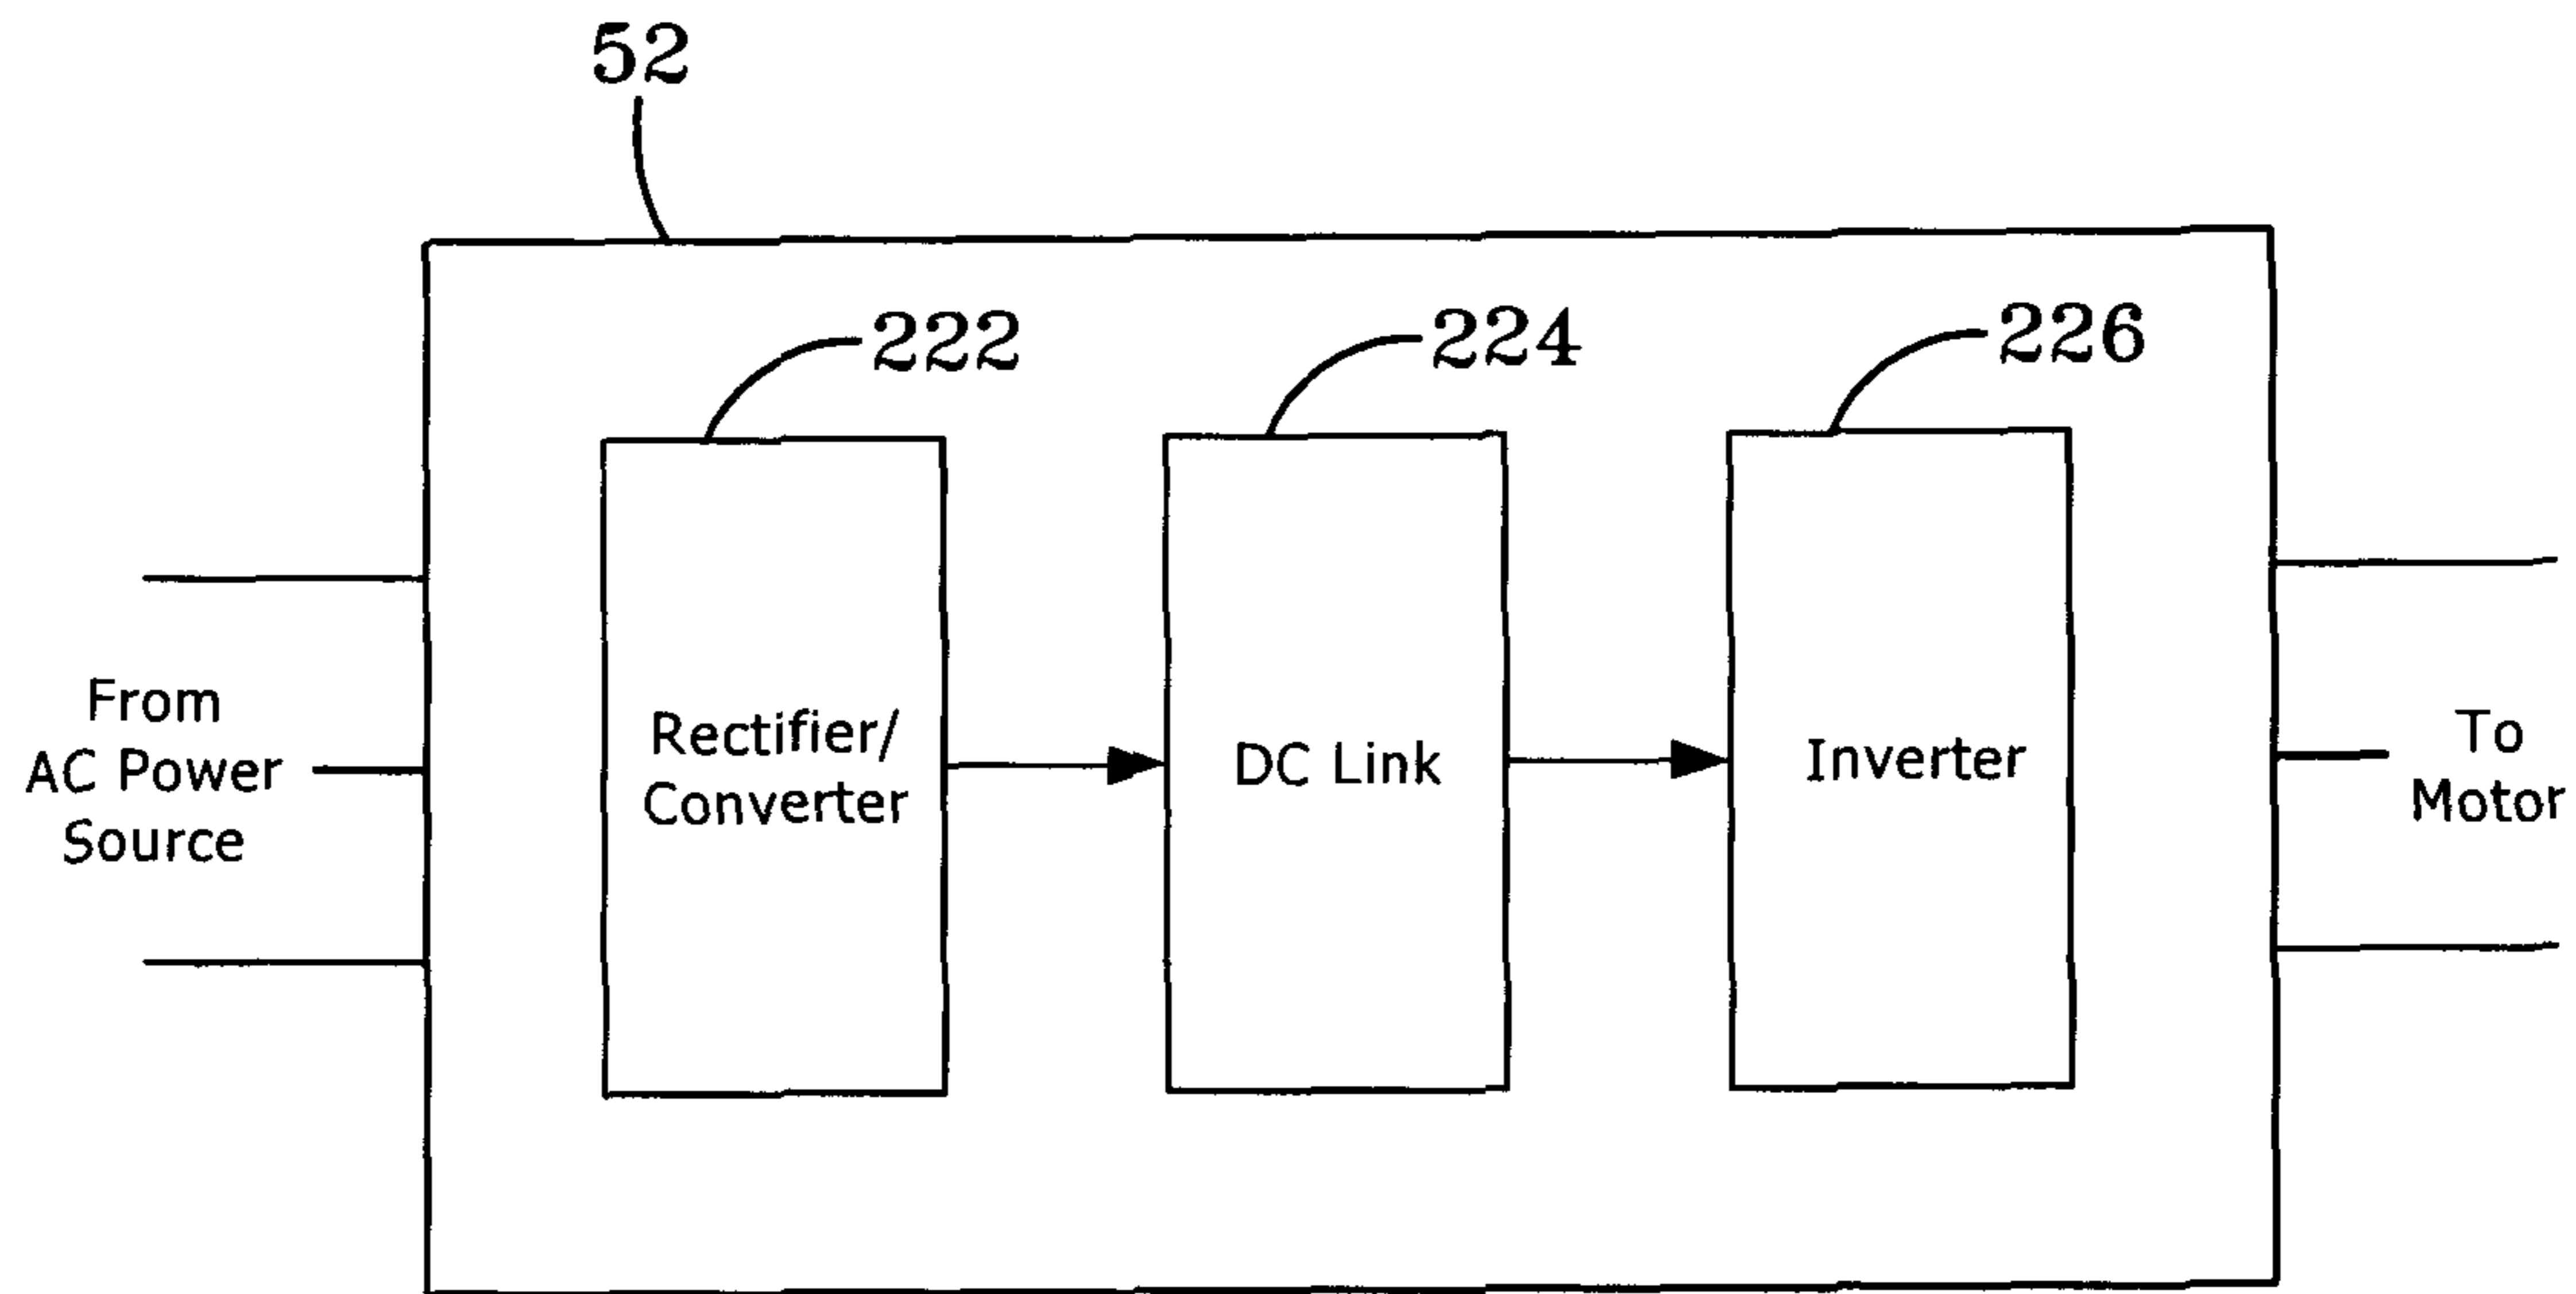 52
222
224
226
From
AC Power
Source
Rectifier/
Converter
DC Link
Inverter
To
Motor